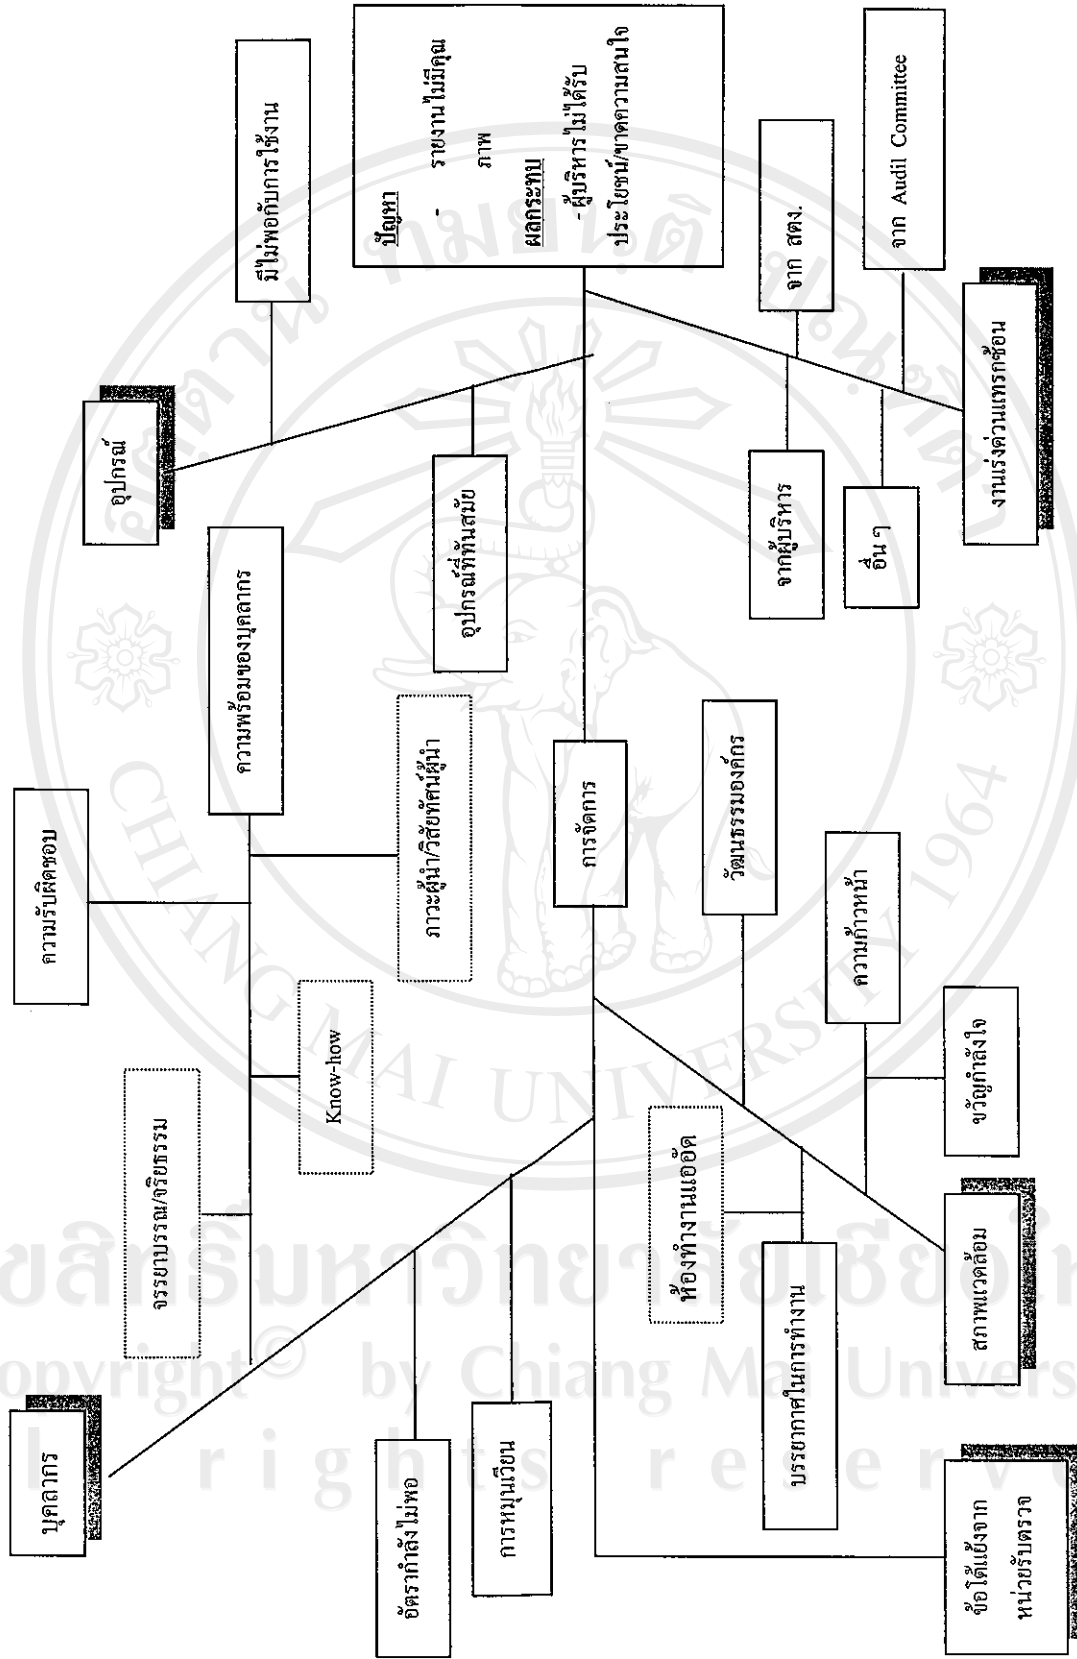 บุคลากร
จรรยาบรรณ/จริยธรรม
ความรับผิดชอบ
Know-how
ภาวะผู้นำ/วิสัยทัศน์ผู้นำ
ความพร้อมของบุคลากร
อัตรากำลังไม่พอ
การหมุนเวียน
อุปกรณ์
มีไม่พอกับการใช้งาน
อุปกรณ์ที่ทันสมัย
การจัดการ
ปัญหา
- รายงานไม่มีคุณ
ภาพ
ผลกระทบ
- ผู้บริหารไม่ได้รับ
ประโยชน์/ขาดความสนใจ
ข้อโต้แย้งจาก
หน่วยรับตรวจ
สภาพแวดล้อม
ห้องทำงานแออัด
บรรยากาศในการทำงาน
วัฒนธรรมองค์กร
ความก้าวหน้า
ขวัญกำลังใจ
งานเร่งด่วนแทรกซ้อน
จากผู้บริหาร
อื่น ๆ
จาก สตง.
จาก Audil Committee
CHIANG MAI UNIVERSITY 1964
opyright© by Chiang Mai Univers
l rights reserve